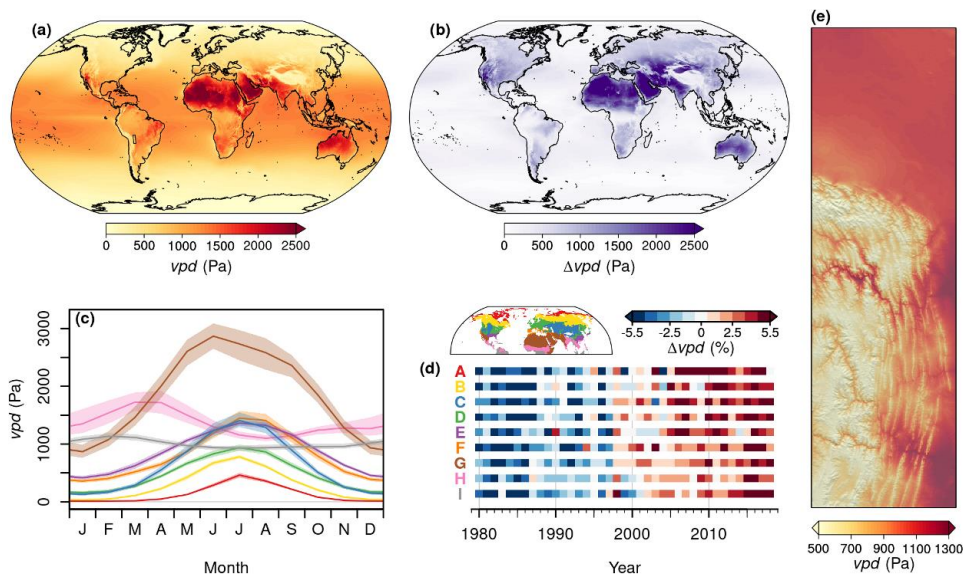 (a)
0 500 1000 1500 2000 2500
vpd (Pa)
(b)
0 500 1000 1500 2000 2500
Δvpd (Pa)
(c)
3000
2000
1000
0
vpd (Pa)
J F M A M J J A S O N D
Month
-5.5 -2.5 0 2.5 5.5
Δvpd (%)
(d)
A
B
C
D
E
F
G
H
I
1980 1990 2000 2010
Year
(e)
500 700 900 1100 1300
vpd (Pa)